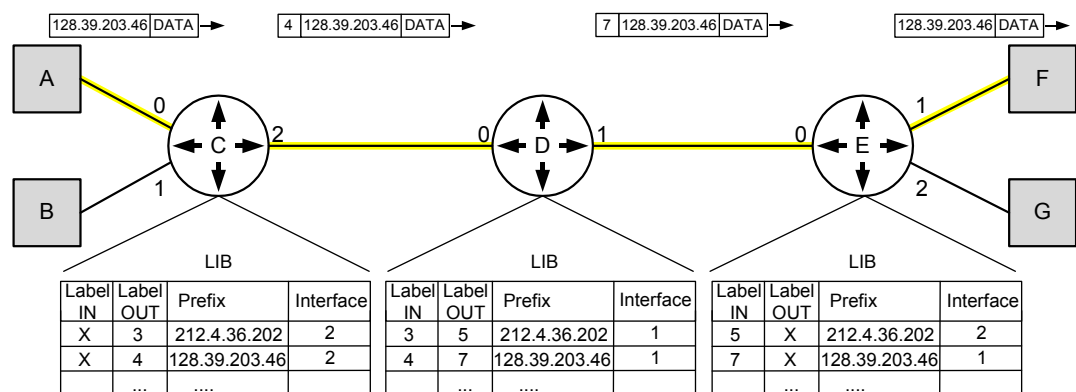 128.39.203.46 DATA
4 128.39.203.46 DATA
7 128.39.203.46 DATA
128.39.203.46 DATA
A
0
B
1
C
2
0
D
1
0
E
1
2
F
G
LIB
Label IN Label OUT Prefix Interface
X 3 212.4.36.202 2
X 4 128.39.203.46 2
... ....
LIB
Label IN Label OUT Prefix Interface
3 5 212.4.36.202 1
4 7 128.39.203.46 1
... ....
LIB
Label IN Label OUT Prefix Interface
5 X 212.4.36.202 2
7 X 128.39.203.46 1
... ....